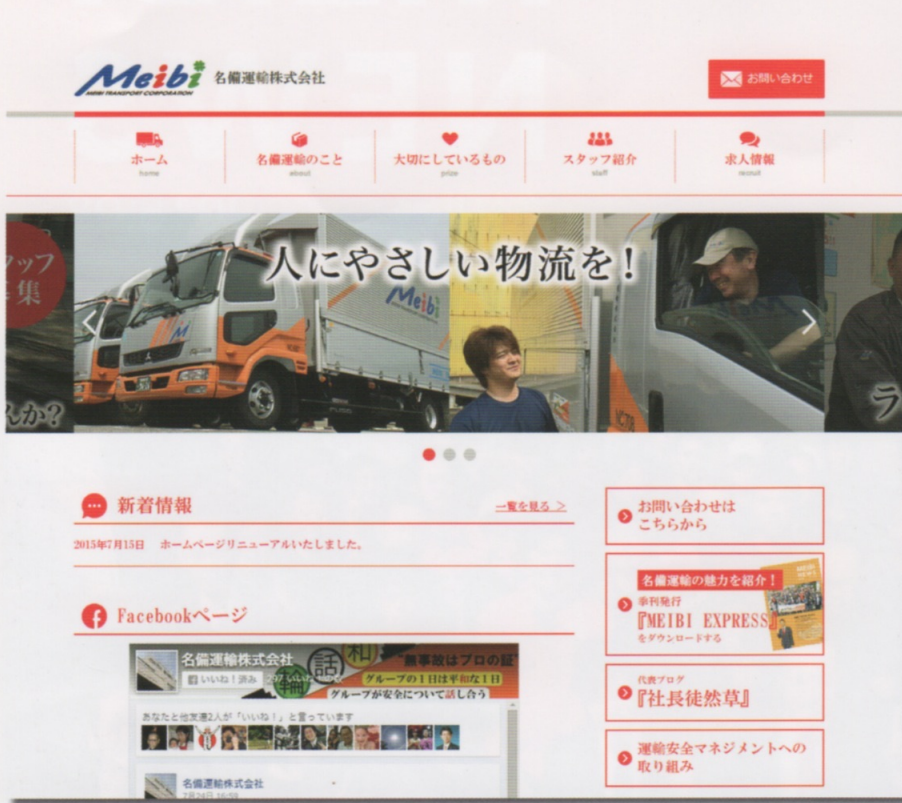 Meibi 名備運輸株式会社
MEIBI TRANSPORT CORPORATION
お問い合わせ
ホーム
home
名備運輸のこと
about
大切にしているもの
prize
スタッフ紹介
staff
求人情報
recruit
タッフ
募集
んか?
人にやさしい物流を!
Meibi
ラ
新着情報
一覧を見る >
2015年7月15日 ホームページリニューアルいたしました。
Facebookページ
名備運輸株式会社
いいね!済み
輪
話
和
"無事故はプロの証"
グループの1日は平和な1日
グループが安全について話し合う
あなたと他友達2人が「いいね!」と言っています
名備運輸株式会社
お問い合わせは
こちらから
名備運輸の魅力を紹介!
季刊発行
『MEIBI EXPRESS』
をダウンロードする
代表ブログ
『社長徒然草』
運輸安全マネジメントへの
取り組み